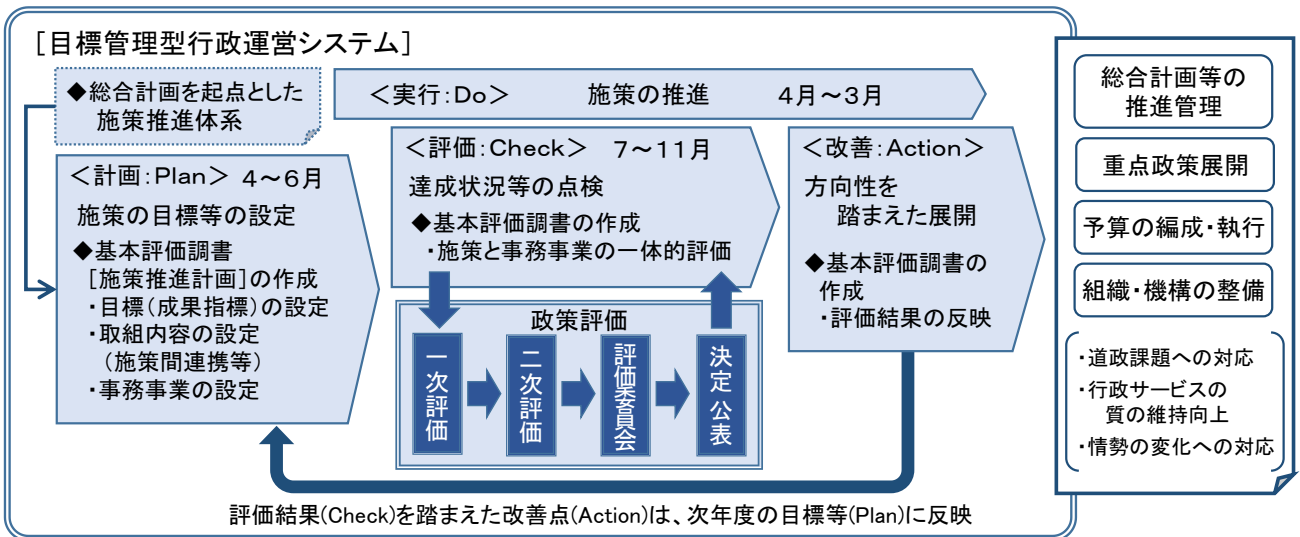 [目標管理型行政運営システム]
◆総合計画を起点とした
施策推進体系
＜実行:Do＞　施策の推進　4月～3月
＜計画:Plan＞ 4～6月
施策の目標等の設定
◆基本評価調書
[施策推進計画]の作成
・目標(成果指標)の設定
・取組内容の設定
(施策間連携等)
・事務事業の設定
＜評価:Check＞ 7～11月
達成状況等の点検
◆基本評価調書の作成
・施策と事務事業の一体的評価
政策評価
一次評価
二次評価
評価委員会
決定 公表
＜改善:Action＞
方向性を
踏まえた展開
◆基本評価調書の
作成
・評価結果の反映
評価結果(Check)を踏まえた改善点(Action)は、次年度の目標等(Plan)に反映
総合計画等の
推進管理
重点政策展開
予算の編成・執行
組織・機構の整備
・道政課題への対応
・行政サービスの
質の維持向上
・情勢の変化への対応